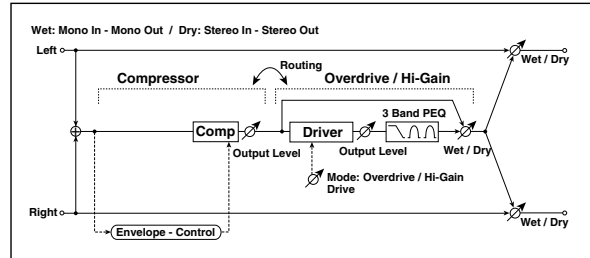 Wet: Mono In - Mono Out / Dry: Stereo In - Stereo Out
Left
Wet / Dry
Routing
Compressor
Overdrive / Hi-Gain
3 Band PEQ
Comp
Driver
Output Level
Output Level
Wet / Dry
Mode: Overdrive / Hi-Gain
Drive
Right
Wet / Dry
Envelope - Control